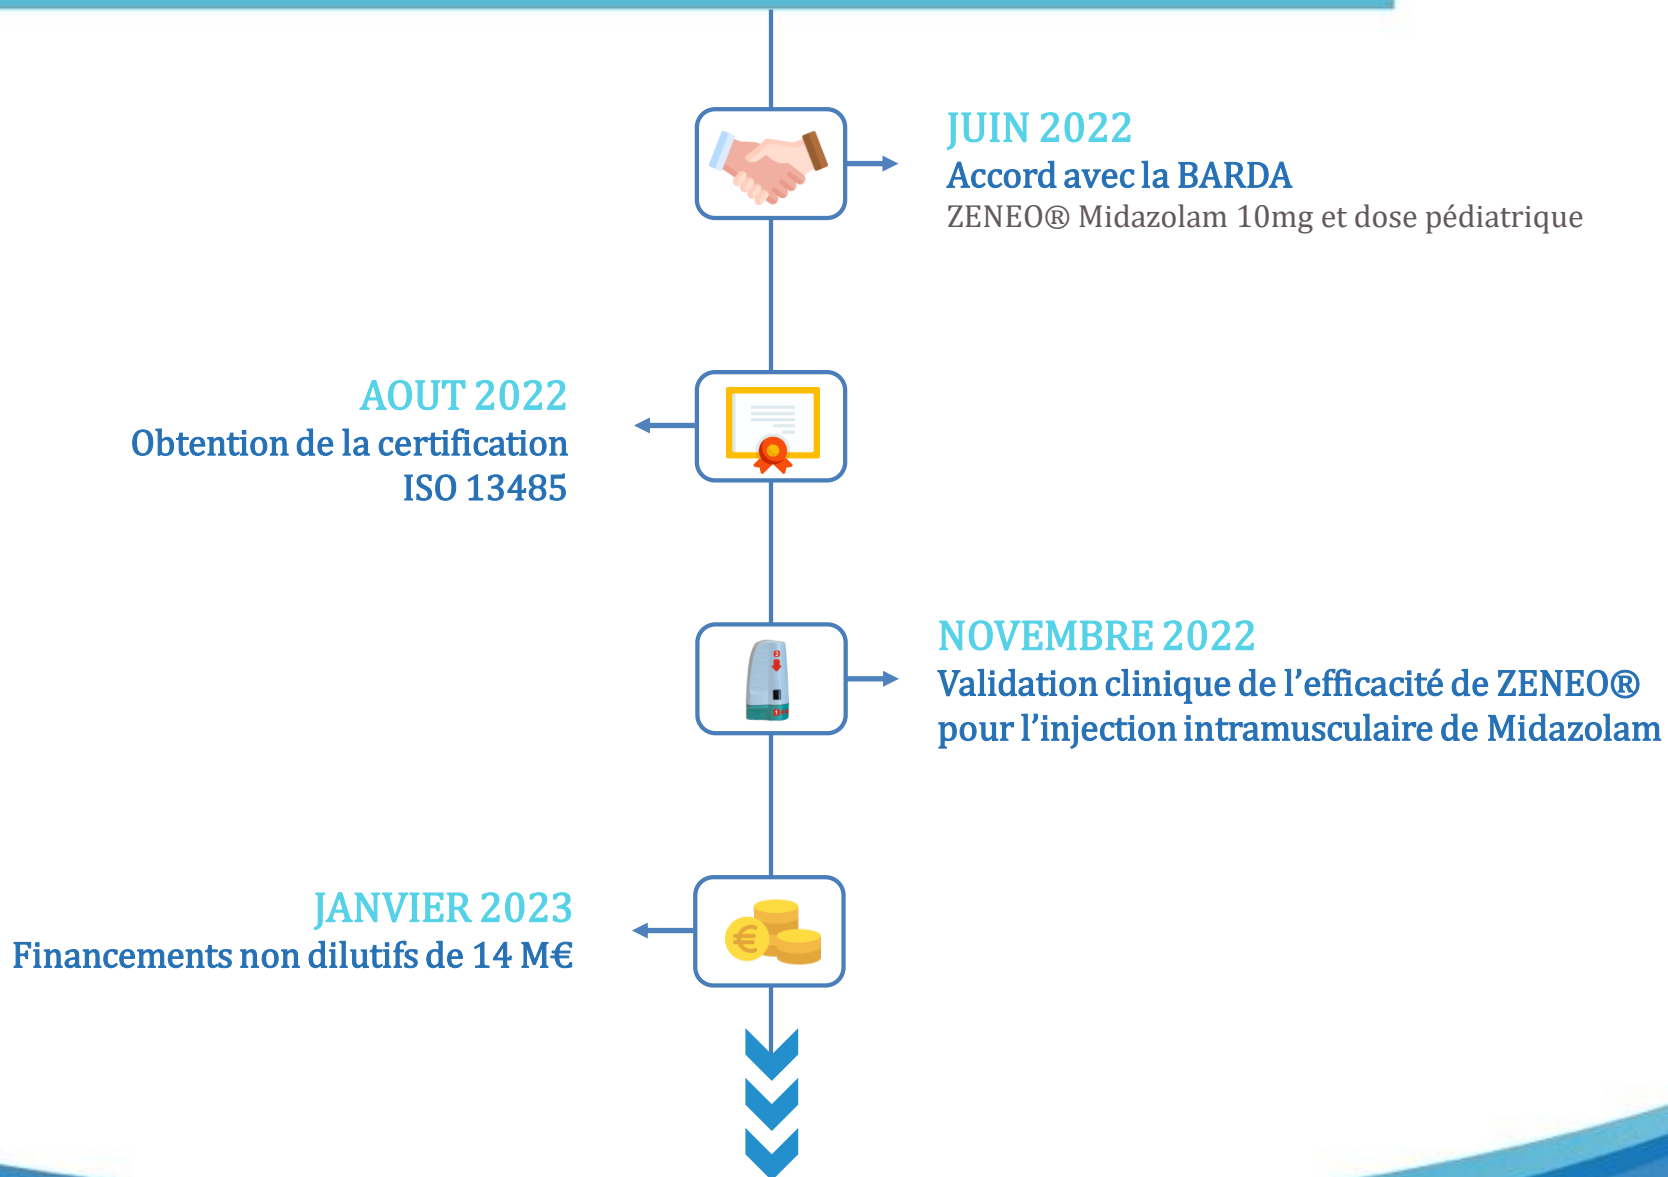 JUIN 2022
Accord avec la BARDA
ZENEO® Midazolam 10mg et dose pédiatrique
AOUT 2022
Obtention de la certification
ISO 13485
NOVEMBRE 2022
Validation clinique de l’efficacité de ZENEO®
pour l’injection intramusculaire de Midazolam
JANVIER 2023
Financements non dilutifs de 14 M€